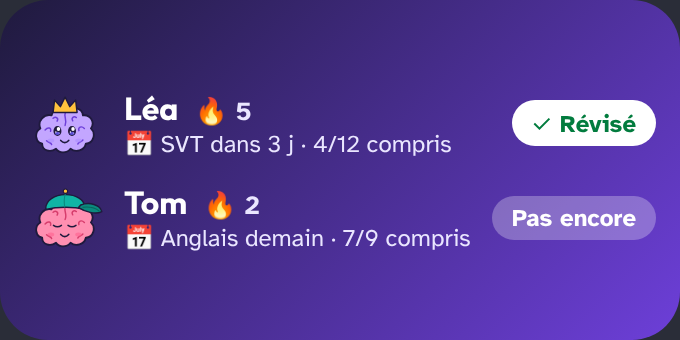 Léa 🔥 5
📅 SVT dans 3 j · 4/12 compris
✓ Révisé
Tom 🔥 2
📅 Anglais demain · 7/9 compris
Pas encore